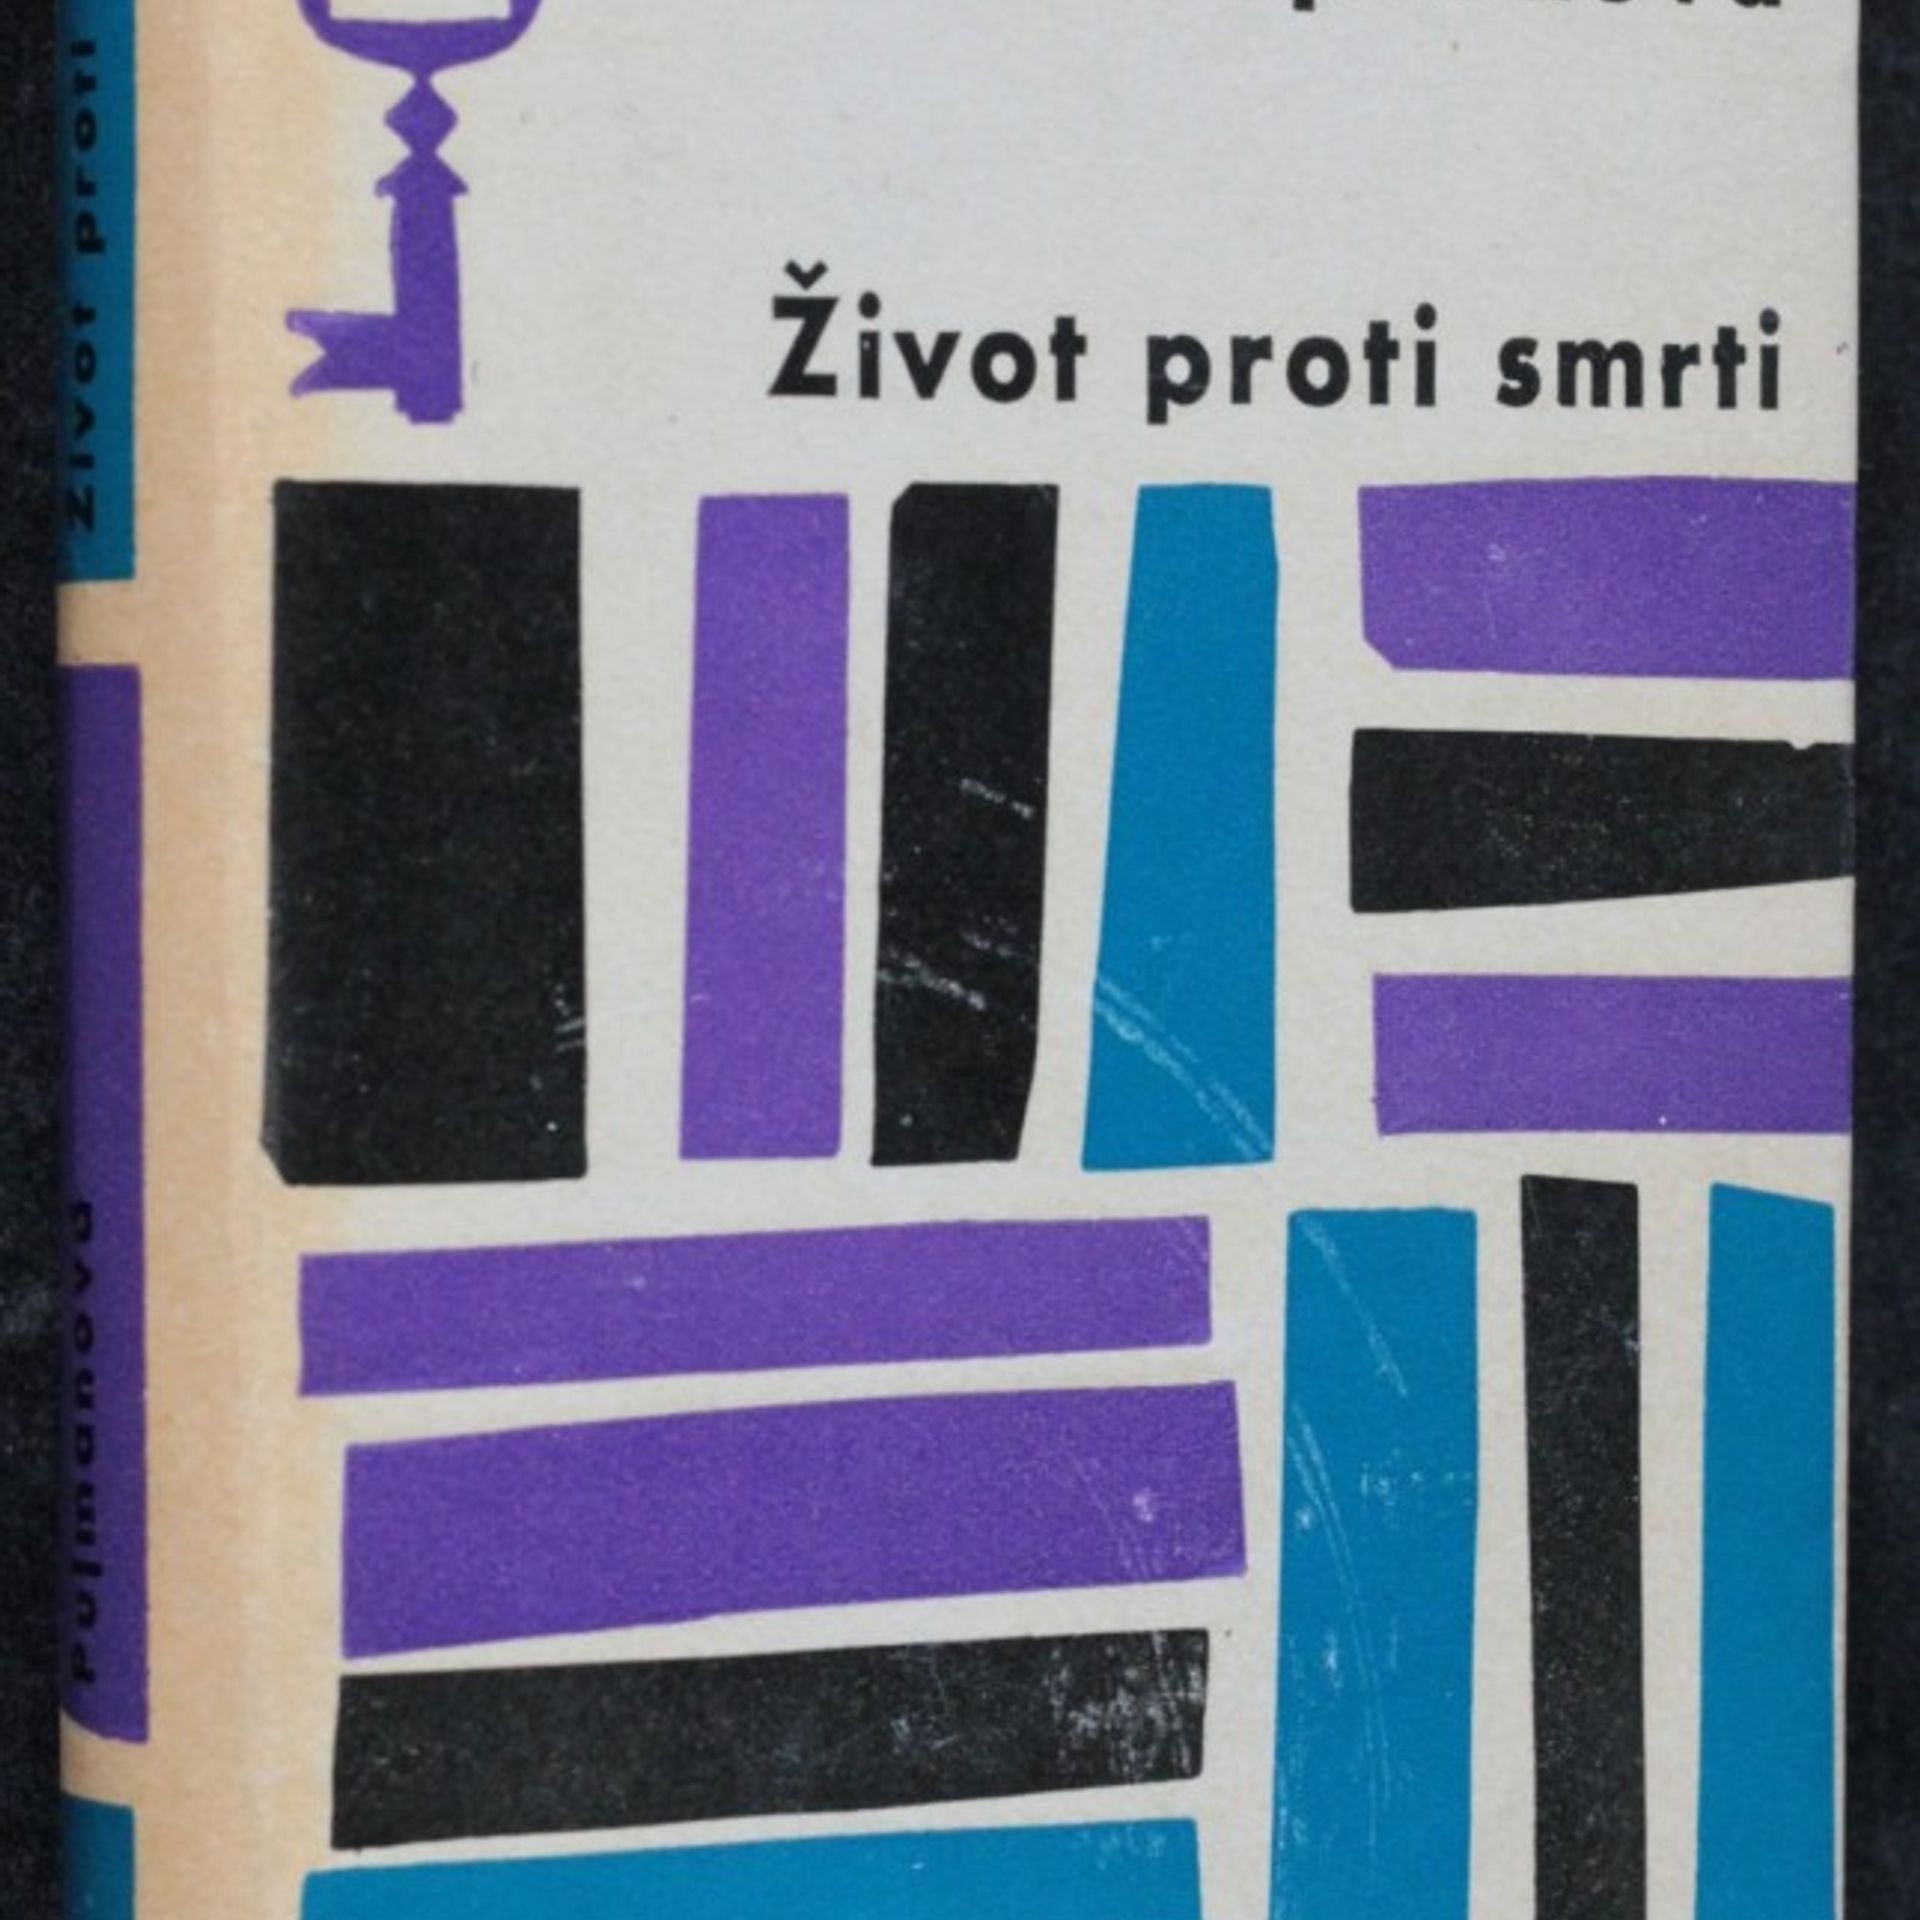 Život proti smrti
Život proti
Pujmanová